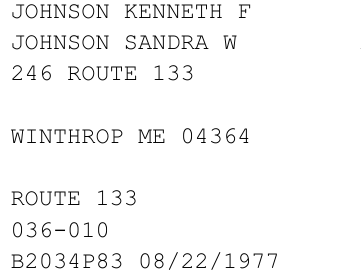 JOHNSON KENNETH F
JOHNSON SANDRA W
246 ROUTE 133
WINTHROP ME 04364
ROUTE 133
036-010
B2034P83 08/22/1977